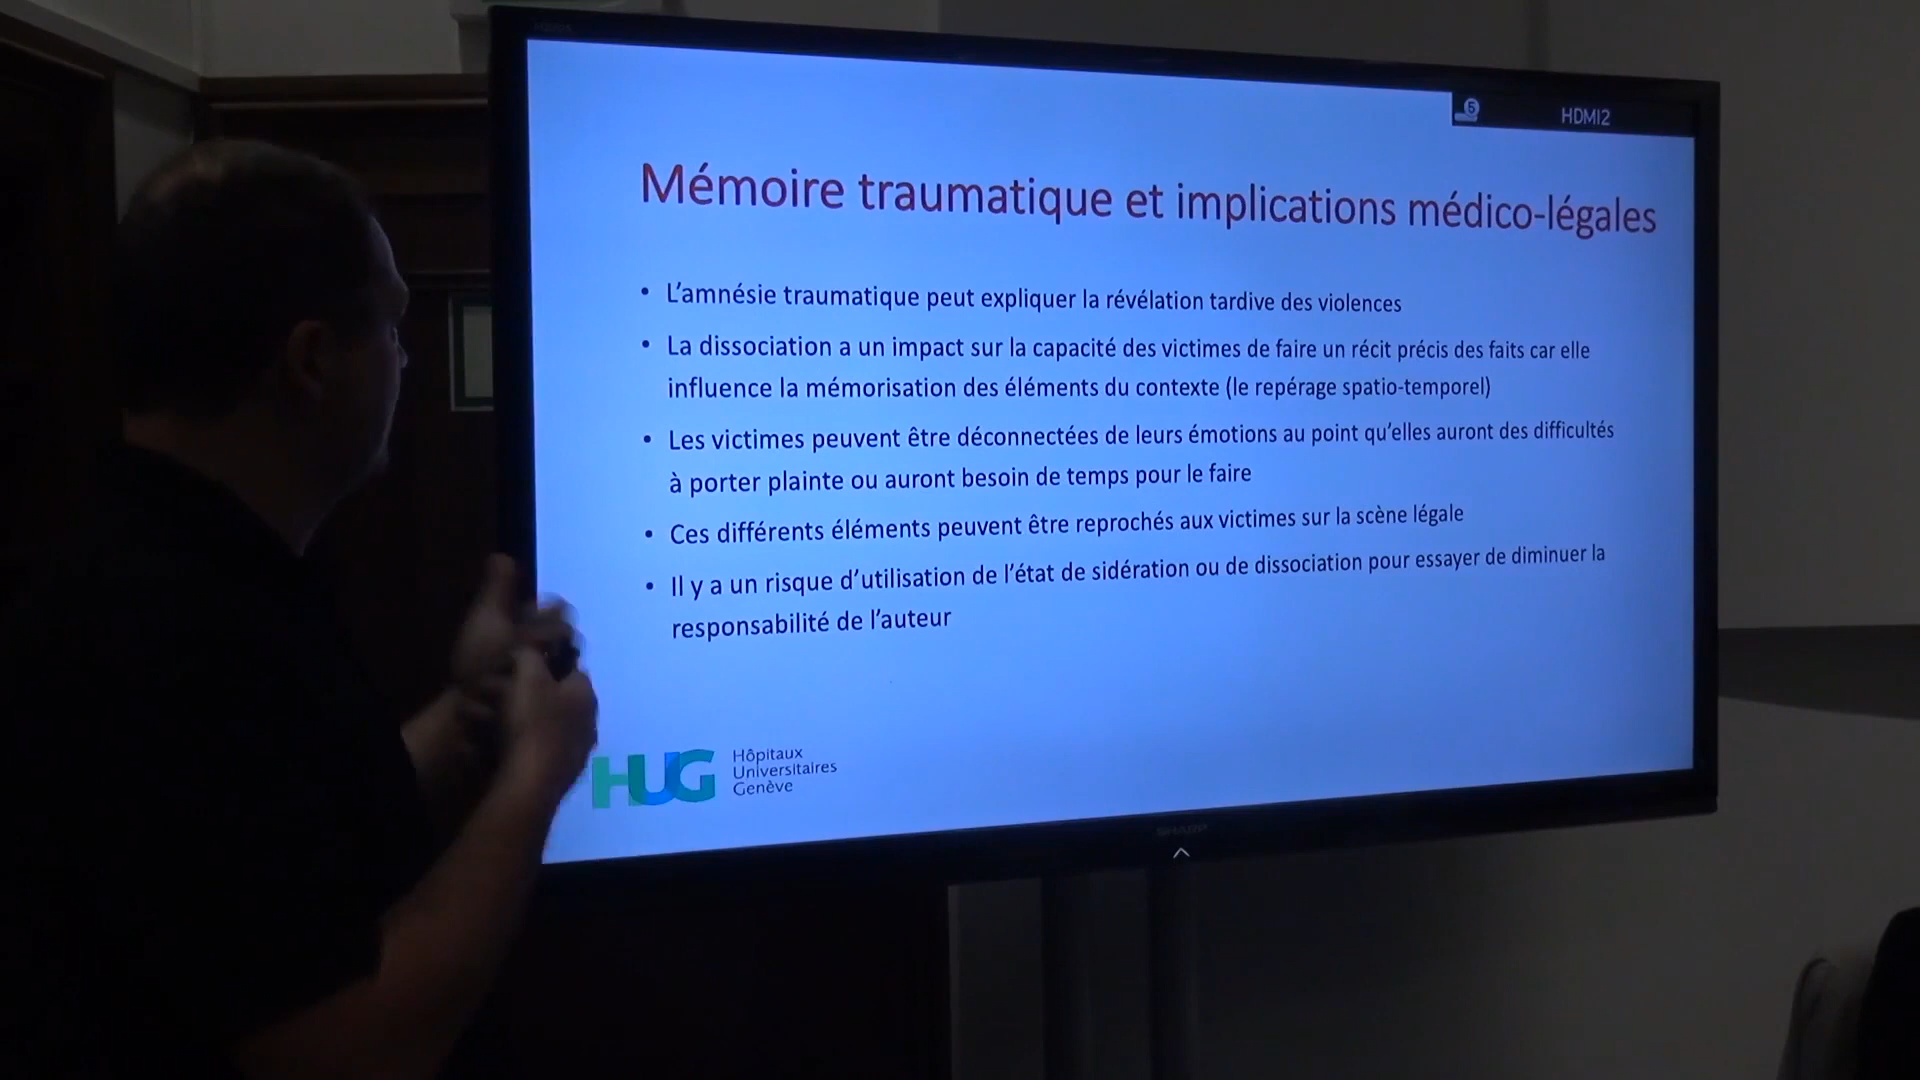 HDMI2
Mémoire traumatique et implications médico-légales
• L’amnésie traumatique peut expliquer la révélation tardive des violences
• La dissociation a un impact sur la capacité des victimes de faire un récit précis des faits car elle
influence la mémorisation des éléments du contexte (le repérage spatio-temporel)
• Les victimes peuvent être déconnectées de leurs émotions au point qu’elles auront des difficultés
à porter plainte ou auront besoin de temps pour le faire
• Ces différents éléments peuvent être reprochés aux victimes sur la scène légale
• Il y a un risque d’utilisation de l’état de sidération ou de dissociation pour essayer de diminuer la
responsabilité de l’auteur
HUG
Hôpitaux
Universitaires
Genève
SHARP